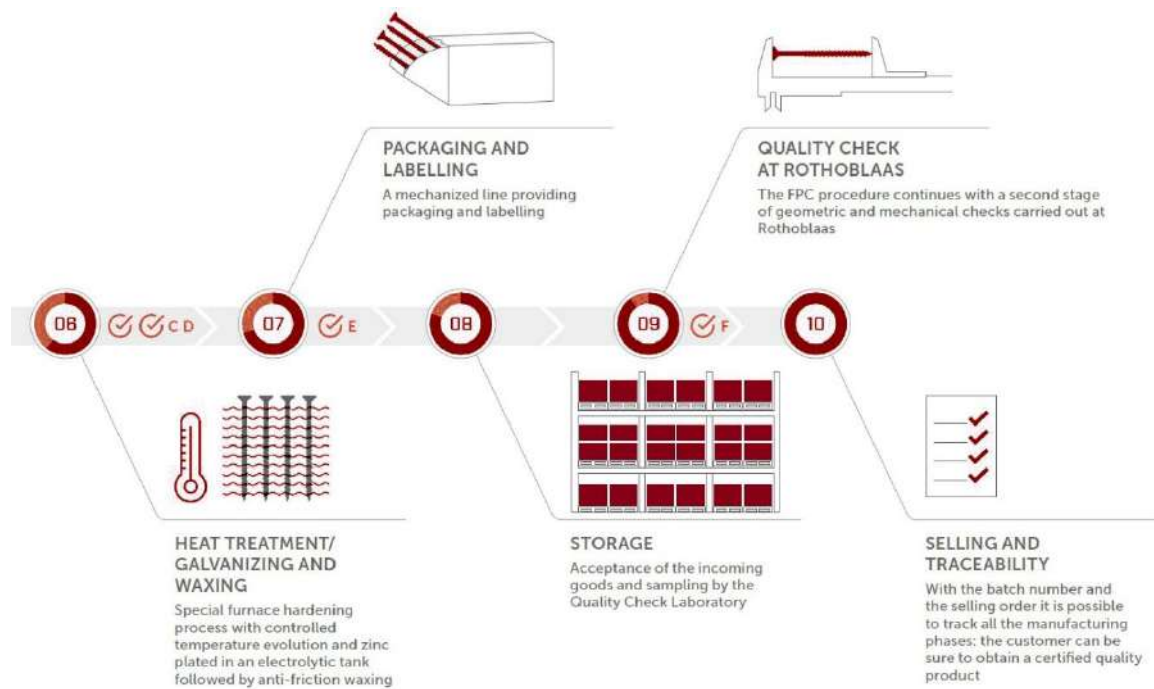 PACKAGING AND
LABELLING
A mechanized line providing
packaging and labelling
QUALITY CHECK
AT ROTHOBLAAS
The FPC procedure continues with a second stage
of geometric and mechanical checks carried out at
Rothoblaas
06
C D
07
E
08
09
F
10
HEAT TREATMENT/
GALVANIZING AND
WAXING
Special furnace hardening
process with controlled
temperature evolution and zinc
plated in an electrolytic tank
followed by anti-friction waxing
STORAGE
Acceptance of the incoming
goods and sampling by the
Quality Check Laboratory
SELLING AND
TRACEABILITY
With the batch number and
the selling order it is possible
to track all the manufacturing
phases: the customer can be
sure to obtain a certified quality
product